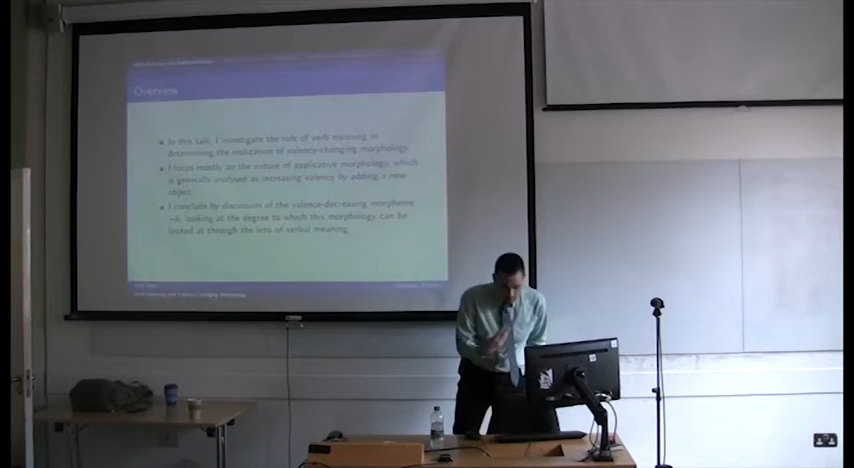 Overview
In this talk, I investigate the role of verb meaning in
determining the realization of valency-changing morphology.
I focus mostly on the nature of applicative morphology, which
is generally analysed as increasing valency by adding a new
object.
I conclude by discussion of the valence-decreasing morpheme
-ik, looking at the degree to which this morphology can be
looked at through the lens of verbal meaning.